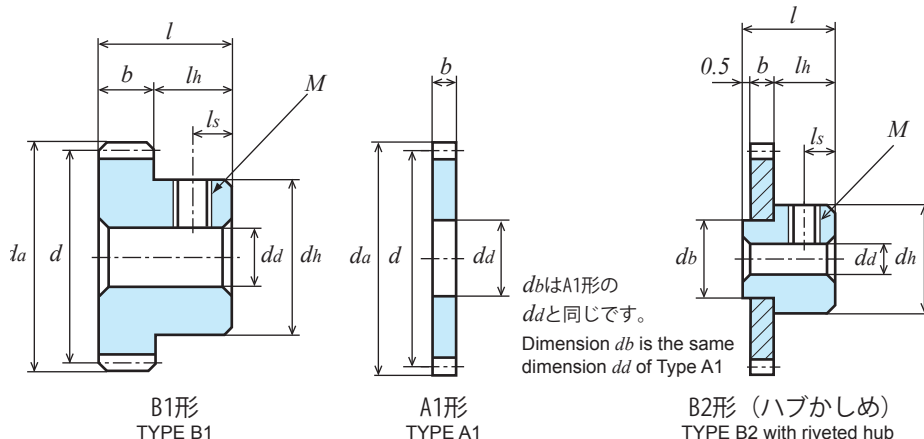 l
b
lh
M
ls
da
d
dd
dh
B1形
TYPE B1
b
da
d
dd
A1形
TYPE A1
dbはA1形の
ddと同じです。
Dimension db is the same
dimension dd of Type A1
l
0.5
b
lh
ls
M
db
dd
dh
B2形（ハブかしめ）
TYPE B2 with riveted hub